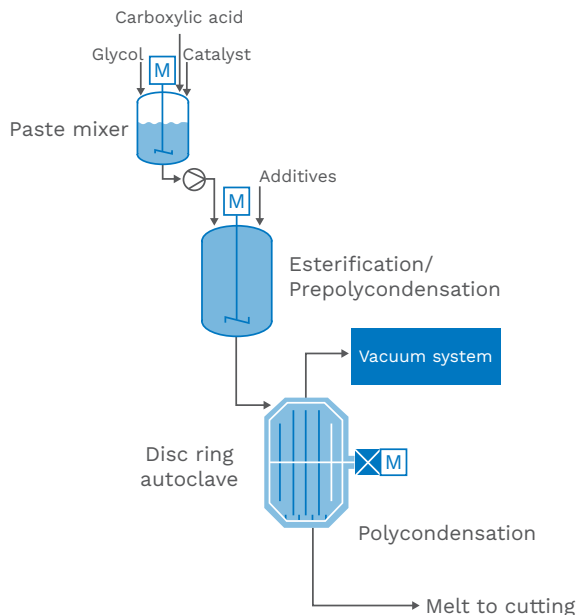 Carboxylic acid
Glycol
Catalyst
M
Paste mixer
Additives
M
Esterification/
Prepolycondensation
Vacuum system
Disc ring
autoclave
M
Polycondensation
Melt to cutting